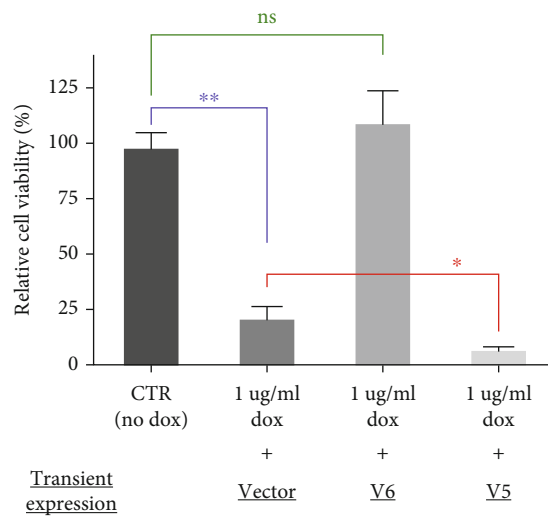 ns
**
*
Relative cell viability (%)
125
100
75
50
25
0
CTR
(no dox)
1 ug/ml
dox
+
Vector
1 ug/ml
dox
+
V6
1 ug/ml
dox
+
V5
Transient
expression